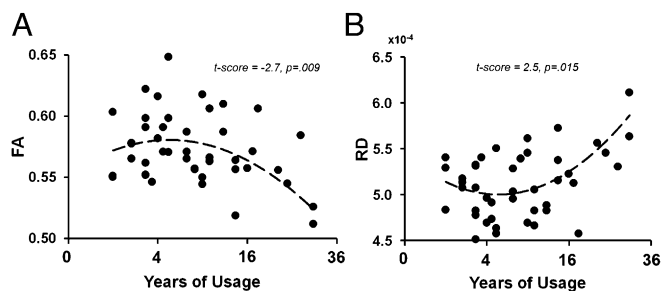 A
0.65
0.60
0.55
0.50
FA
t-score = -2.7, p=.009
0 4 16 36
Years of Usage
B
x10⁻⁴
6.5
6.0
5.5
5.0
4.5
RD
t-score = 2.5, p=.015
0 4 16 36
Years of Usage